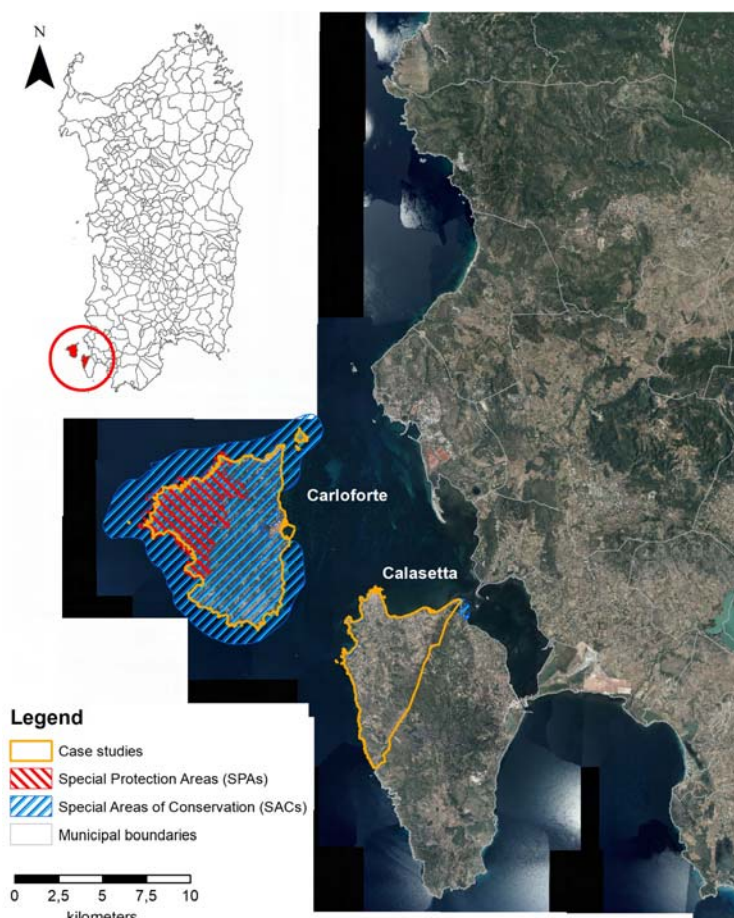 N
Carloforte
Calasetta
Legend
Case studies
Special Protection Areas (SPAs)
Special Areas of Conservation (SACs)
Municipal boundaries
0 2,5 5 7,5 10
kilometers